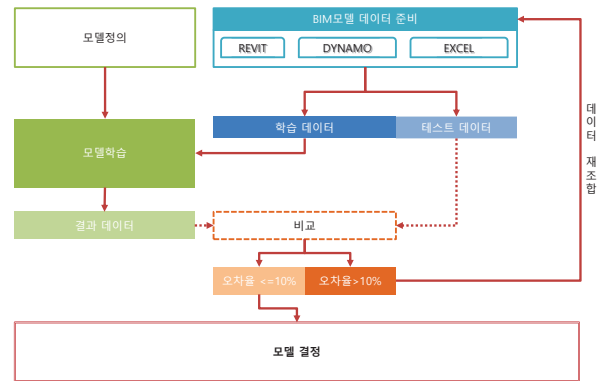 모델정의
BIM모델 데이터 준비
REVIT
DYNAMO
EXCEL
학습 데이터
테스트 데이터
모델학습
데이터 재조합
결과 데이터
비교
오차율 <=10%
오차율>10%
모델 결정